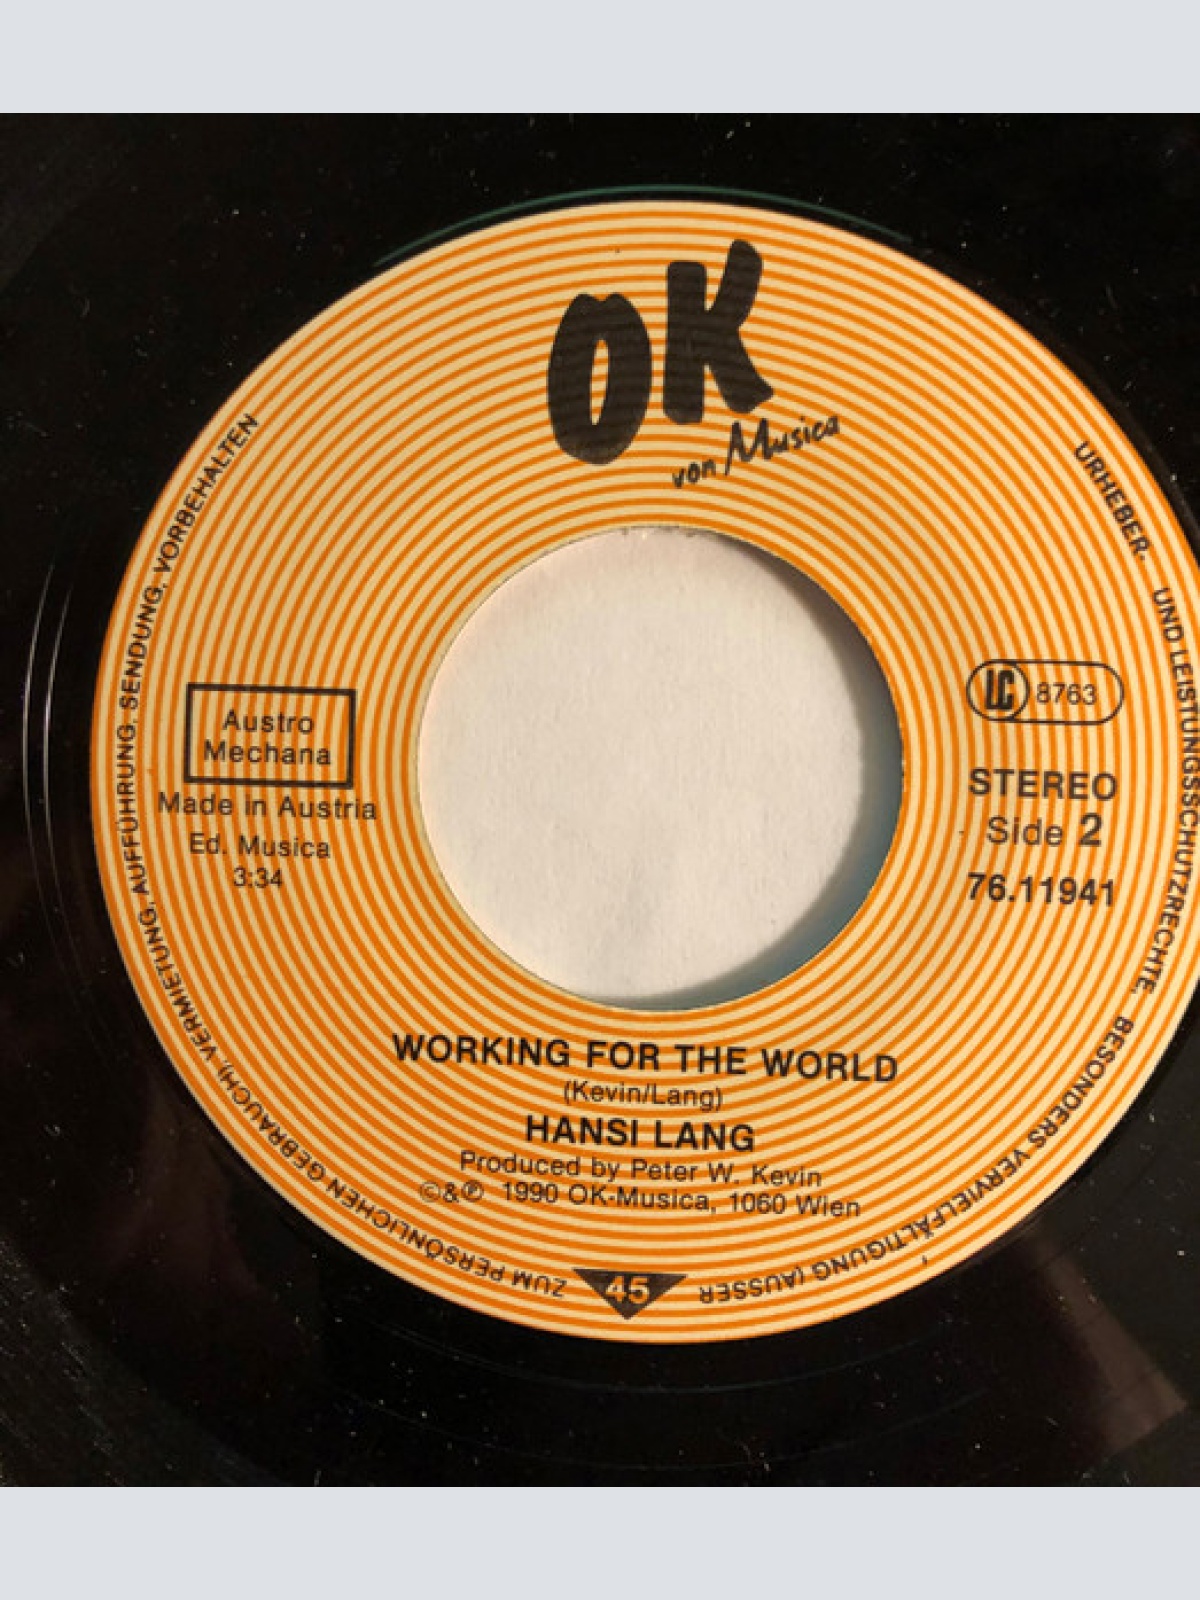 ÖK
von Musica
Austro
Mechana
Made in Austria
Ed. Musica
3:34
LC 8763
STEREO
Side 2
76.11941
WORKING FOR THE WORLD
(Kevin/Lang)
HANSI LANG
Produced by Peter W. Kevin
©&℗ 1990 OK-Musica, 1060 Wien
45
URHEBER- UND LEISTUNGSSCHUTZRECHTE, BESONDERS VERVIELFÄLTIGUNG (AUSSER ZUM PERSÖNLICHEN GEBRAUCH), VERMIETUNG, AUFFÜHRUNG, SENDUNG, VORBEHALTEN